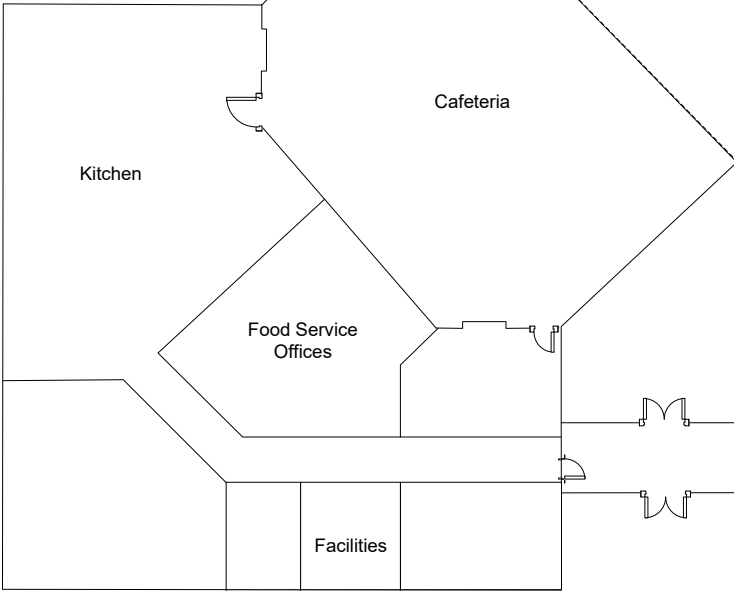 Cafeteria
Kitchen
Food Service
Offices
Facilities